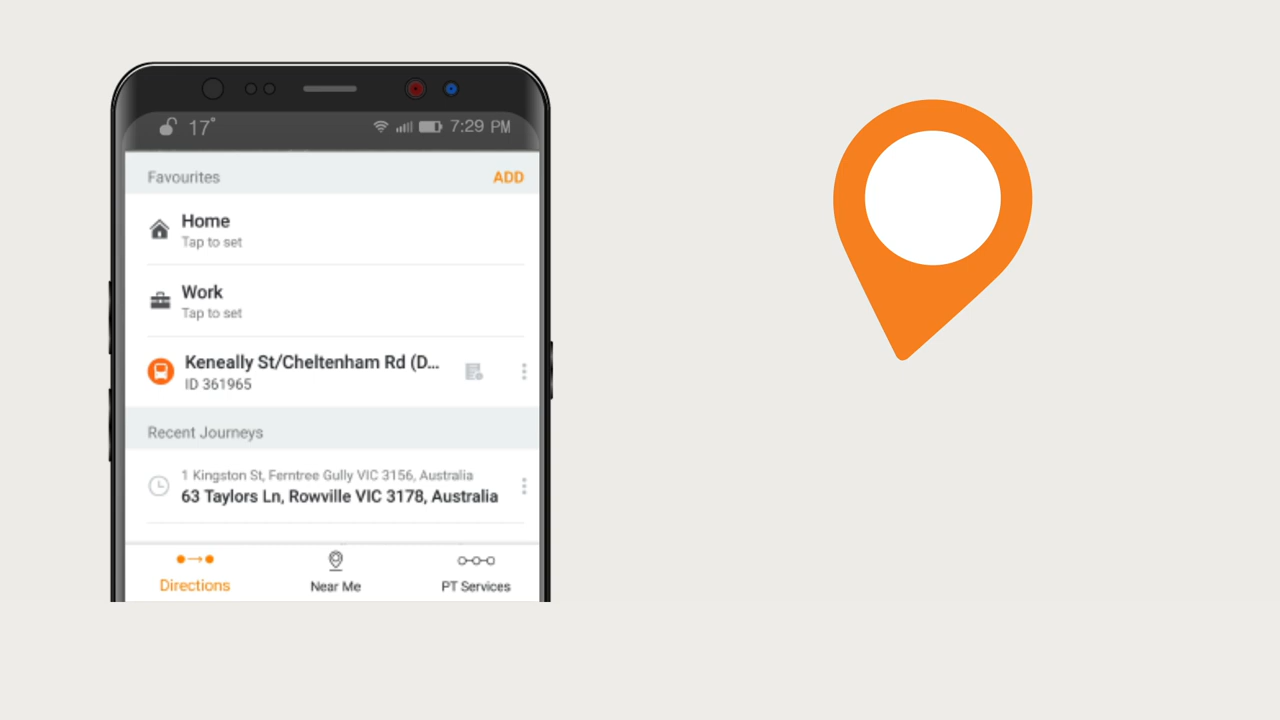 17°
7:29 PM
Favourites
ADD
Home
Tap to set
Work
Tap to set
Keneally St/Cheltenham Rd (D...
ID 361965
Recent Journeys
1 Kingston St, Ferntree Gully VIC 3156, Australia
63 Taylors Ln, Rowville VIC 3178, Australia
Directions
Near Me
PT Services